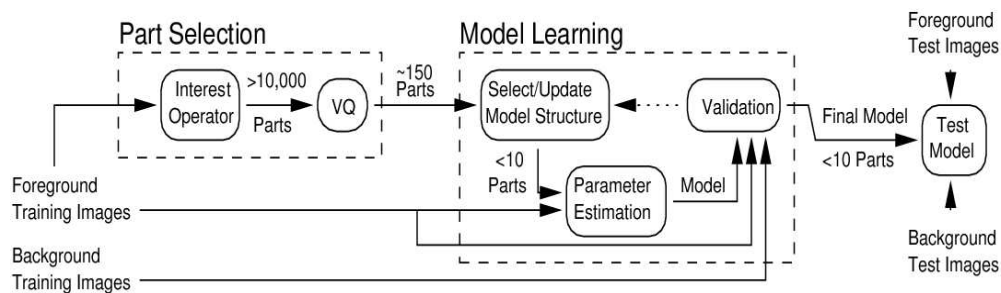 Part Selection
Interest
Operator
>10,000
Parts
VQ
~150
Parts
Model Learning
Select/Update
Model Structure
<10
Parts
Parameter
Estimation
Model
Validation
Final Model
<10 Parts
Foreground
Test Images
Test
Model
Background
Test Images
Foreground
Training Images
Background
Training Images